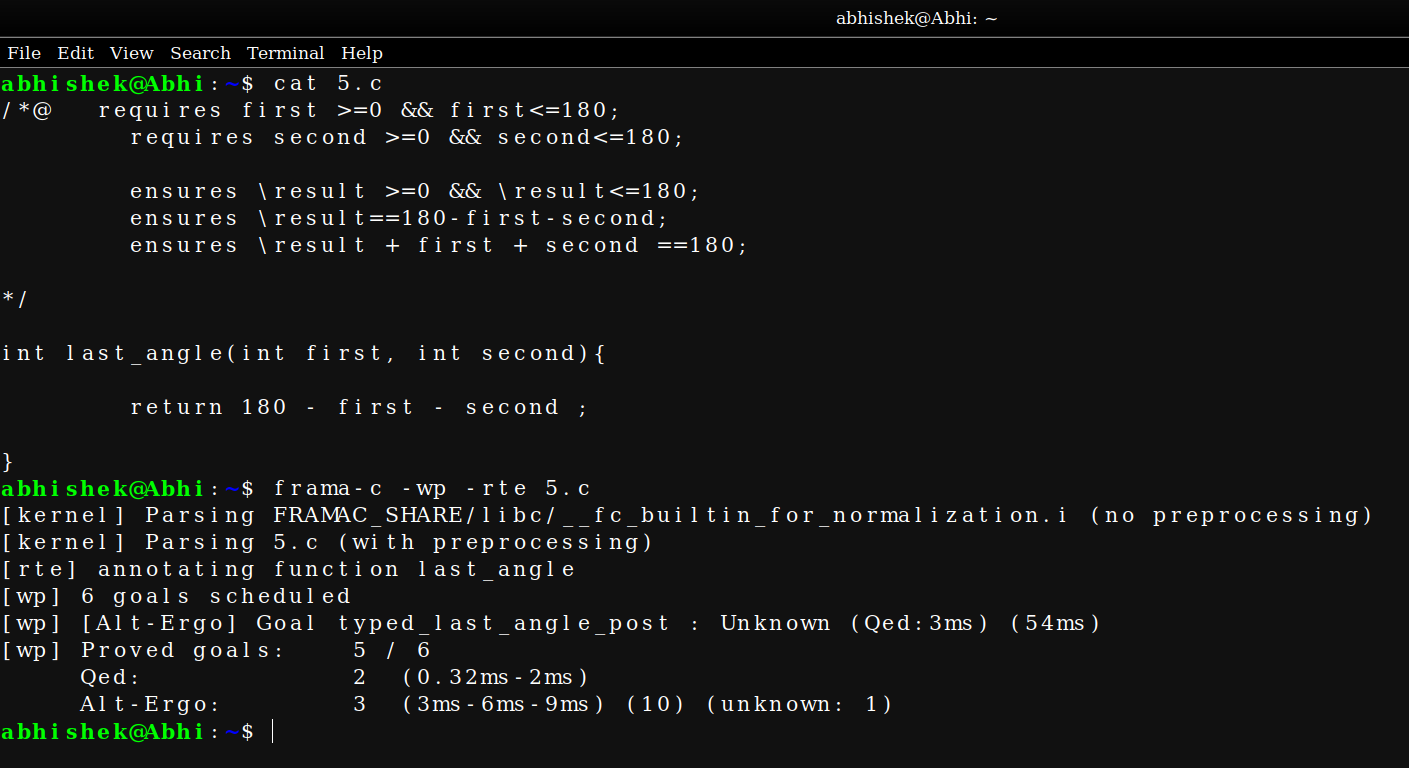 abhishek@Abhi: ~
File Edit View Search Terminal Help
abhishek@Abhi:~$ cat 5.c
/*@   requires first >=0 && first<=180;
        requires second >=0 && second<=180;
        ensures \result >=0 && \result<=180;
        ensures \result==180-first-second;
        ensures \result + first + second ==180;
*/
int last_angle(int first, int second){
        return 180 - first - second ;
}
abhishek@Abhi:~$ frama-c -wp -rte 5.c
[kernel] Parsing FRAMAC_SHARE/libc/__fc_builtin_for_normalization.i (no preprocessing)
[kernel] Parsing 5.c (with preprocessing)
[rte] annotating function last_angle
[wp] 6 goals scheduled
[wp] [Alt-Ergo] Goal typed_last_angle_post : Unknown (Qed:3ms) (54ms)
[wp] Proved goals:    5 / 6
     Qed:             2  (0.32ms-2ms)
     Alt-Ergo:        3  (3ms-6ms-9ms) (10) (unknown: 1)
abhishek@Abhi:~$